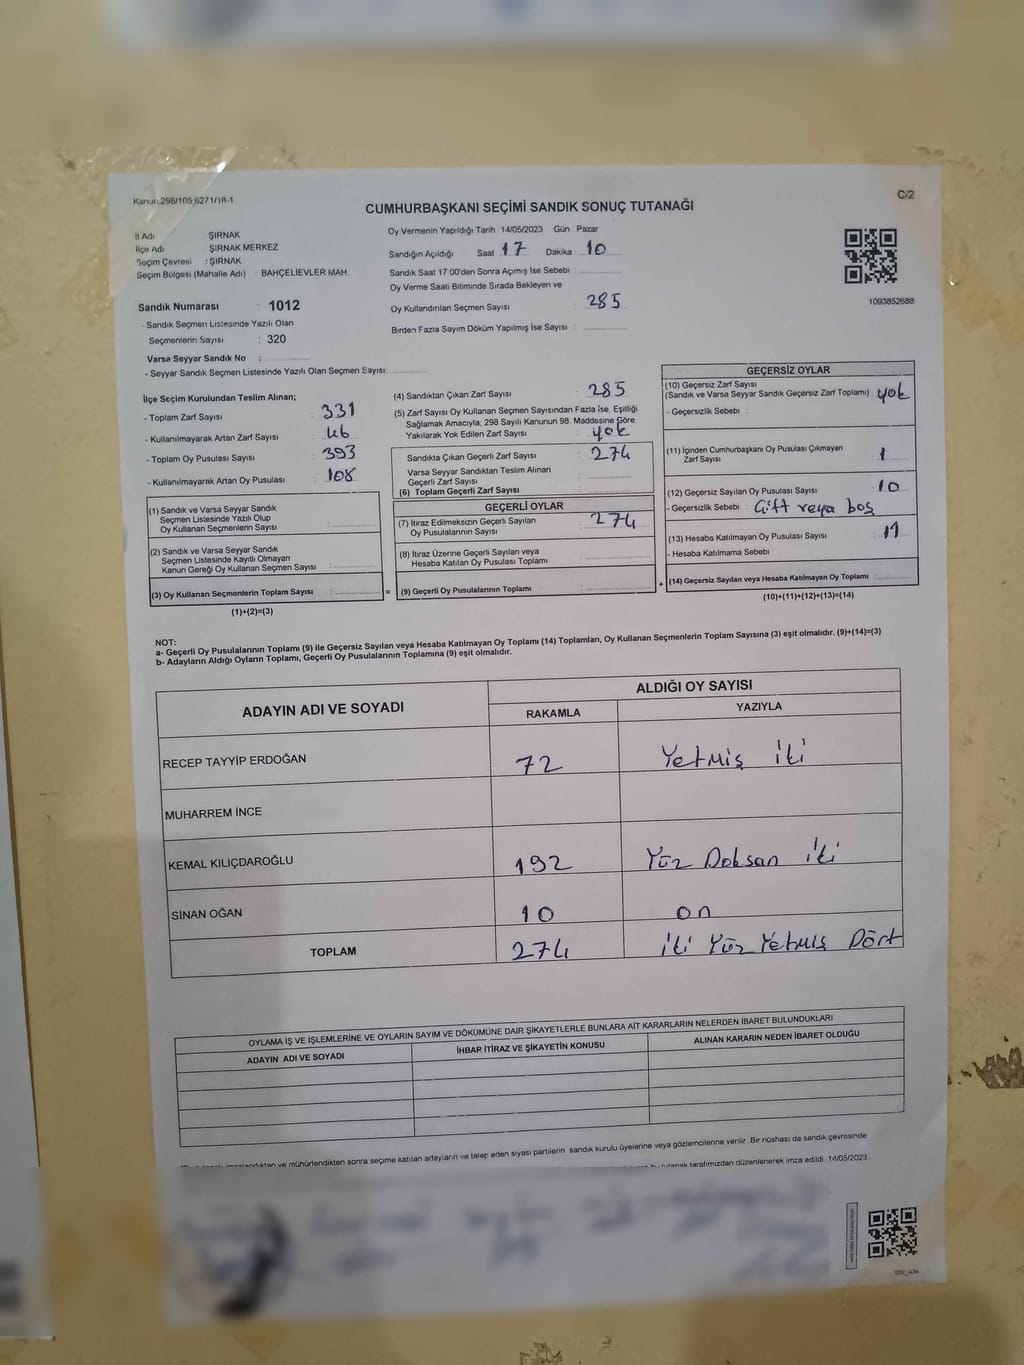 Kanun.298/105,6271/18-1
C/2
CUMHURBAŞKANI SEÇİMİ SANDIK SONUÇ TUTANAĞI
İl Adı ŞIRNAK
İlçe Adı ŞIRNAK MERKEZ
Seçim Çevresi : ŞIRNAK
Seçim Bölgesi (Mahalle Adı) : BAHÇELİEVLER MAH.
Oy Vermenin Yapıldığı Tarih 14/05/2023 Gün Pazar
Sandığın Açıldığı Saat 17 Dakika 10
Sandık Saat 17 00'den Sonra Açımış İse Sebebi :
Oy Verme Saati Bitiminde Sırada Bekleyen ve
Oy Kullandırılan Seçmen Sayısı : 285
Birden Fazla Sayım Döküm Yapılmış İse Sayısı :
1093852688
Sandık Numarası : 1012
- Sandık Seçmen Listesinde Yazılı Olan
Seçmenlerin Sayısı : 320
Varsa Seyyar Sandık No :
- Seyyar Sandık Seçmen Listesinde Yazılı Olan Seçmen Sayısı:
İlçe Seçim Kurulundan Teslim Alınan;
- Toplam Zarf Sayısı : 331
- Kullanılmayarak Artan Zarf Sayısı : 46
- Toplam Oy Pusulası Sayısı : 393
- Kullanılmayarak Artan Oy Pusulası : 108
(1) Sandık ve Varsa Seyyar Sandık
Seçmen Listesinde Yazılı Olup
Oy Kullanan Seçmenlerin Sayısı :
(2) Sandık ve Varsa Seyyar Sandık
Seçmen Listesinde Kayıtlı Olmayan
Kanun Gereği Oy Kullanan Seçmen Sayısı :
(3) Oy Kullanan Seçmenlerin Toplam Sayısı :
(1)+(2)=(3)
(4) Sandıktan Çıkan Zarf Sayısı : 285
(5) Zarf Sayısı Oy Kullanan Seçmen Sayısından Fazla İse, Eşitliği
Sağlamak Amacıyla; 298 Sayılı Kanunun 98. Maddesine Göre
Yakılarak Yok Edilen Zarf Sayısı : yok
Sandıkta Çıkan Geçerli Zarf Sayısı : 274
Varsa Seyyar Sandıktan Teslim Alınan
Geçerli Zarf Sayısı :
(6) Toplam Geçerli Zarf Sayısı
GEÇERLİ OYLAR
(7) İtiraz Edilmeksizin Geçerli Sayılan
Oy Pusulalarının Sayısı : 274
(8) İtiraz Üzerine Geçerli Sayılan veya
Hesaba Katılan Oy Pusulası Toplamı :
= (9) Geçerli Oy Pusulalarının Toplamı :
GEÇERSİZ OYLAR
(10) Geçersiz Zarf Sayısı
(Sandık ve Varsa Seyyar Sandık Geçersiz Zarf Toplamı) : yok
- Geçersizlik Sebebi :
(11) İçinden Cumhurbaşkanı Oy Pusulası Çıkmayan
Zarf Sayısı : 1
(12) Geçersiz Sayılan Oy Pusulası Sayısı : 10
- Geçersizlik Sebebi : Çift veya boş
(13) Hesaba Katılmayan Oy Pusulası Sayısı : 11
- Hesaba Katılmama Sebebi
+ (14) Geçersiz Sayılan veya Hesaba Katılmayan Oy Toplamı :
(10)+(11)+(12)+(13)=(14)
NOT:
a- Geçerli Oy Pusulalarının Toplamı (9) ile Geçersiz Sayılan veya Hesaba Katılmayan Oy Toplamı (14) Toplamları, Oy Kullanan Seçmenlerin Toplam Sayısına (3) eşit olmalıdır. (9)+(14)=(3)
b- Adayların Aldığı Oyların Toplamı, Geçerli Oy Pusulalarının Toplamına (9) eşit olmalıdır.
ADAYIN ADI VE SOYADI ALDIĞI OY SAYISI
RAKAMLA YAZIYLA
RECEP TAYYİP ERDOĞAN 72 Yetmiş iki
MUHARREM İNCE
KEMAL KILIÇDAROĞLU 192 Yüz Doksan iki
SİNAN OĞAN 10 on
TOPLAM 274 iki Yüz Yetmiş Dört
OYLAMA İŞ VE İŞLEMLERİNE VE OYLARIN SAYIM VE DÖKÜMÜNE DAİR ŞİKAYETLERLE BUNLARA AİT KARARLARIN NELERDEN İBARET BULUNDUKLARI
ADAYIN ADI VE SOYADI İHBAR İTİRAZ VE ŞİKAYETİN KONUSU ALINAN KARARIN NEDEN İBARET OLDUĞU
ve mühürlendikten sonra seçime katılan adayların ve talep eden siyasi partilerin sandık kurulu üyelerine veya gözlemcilerine verilir. Bir nüshası da sandık çevresinde
tutanak tarafımızdan düzenlenerek imza edildi. 14/05/2023